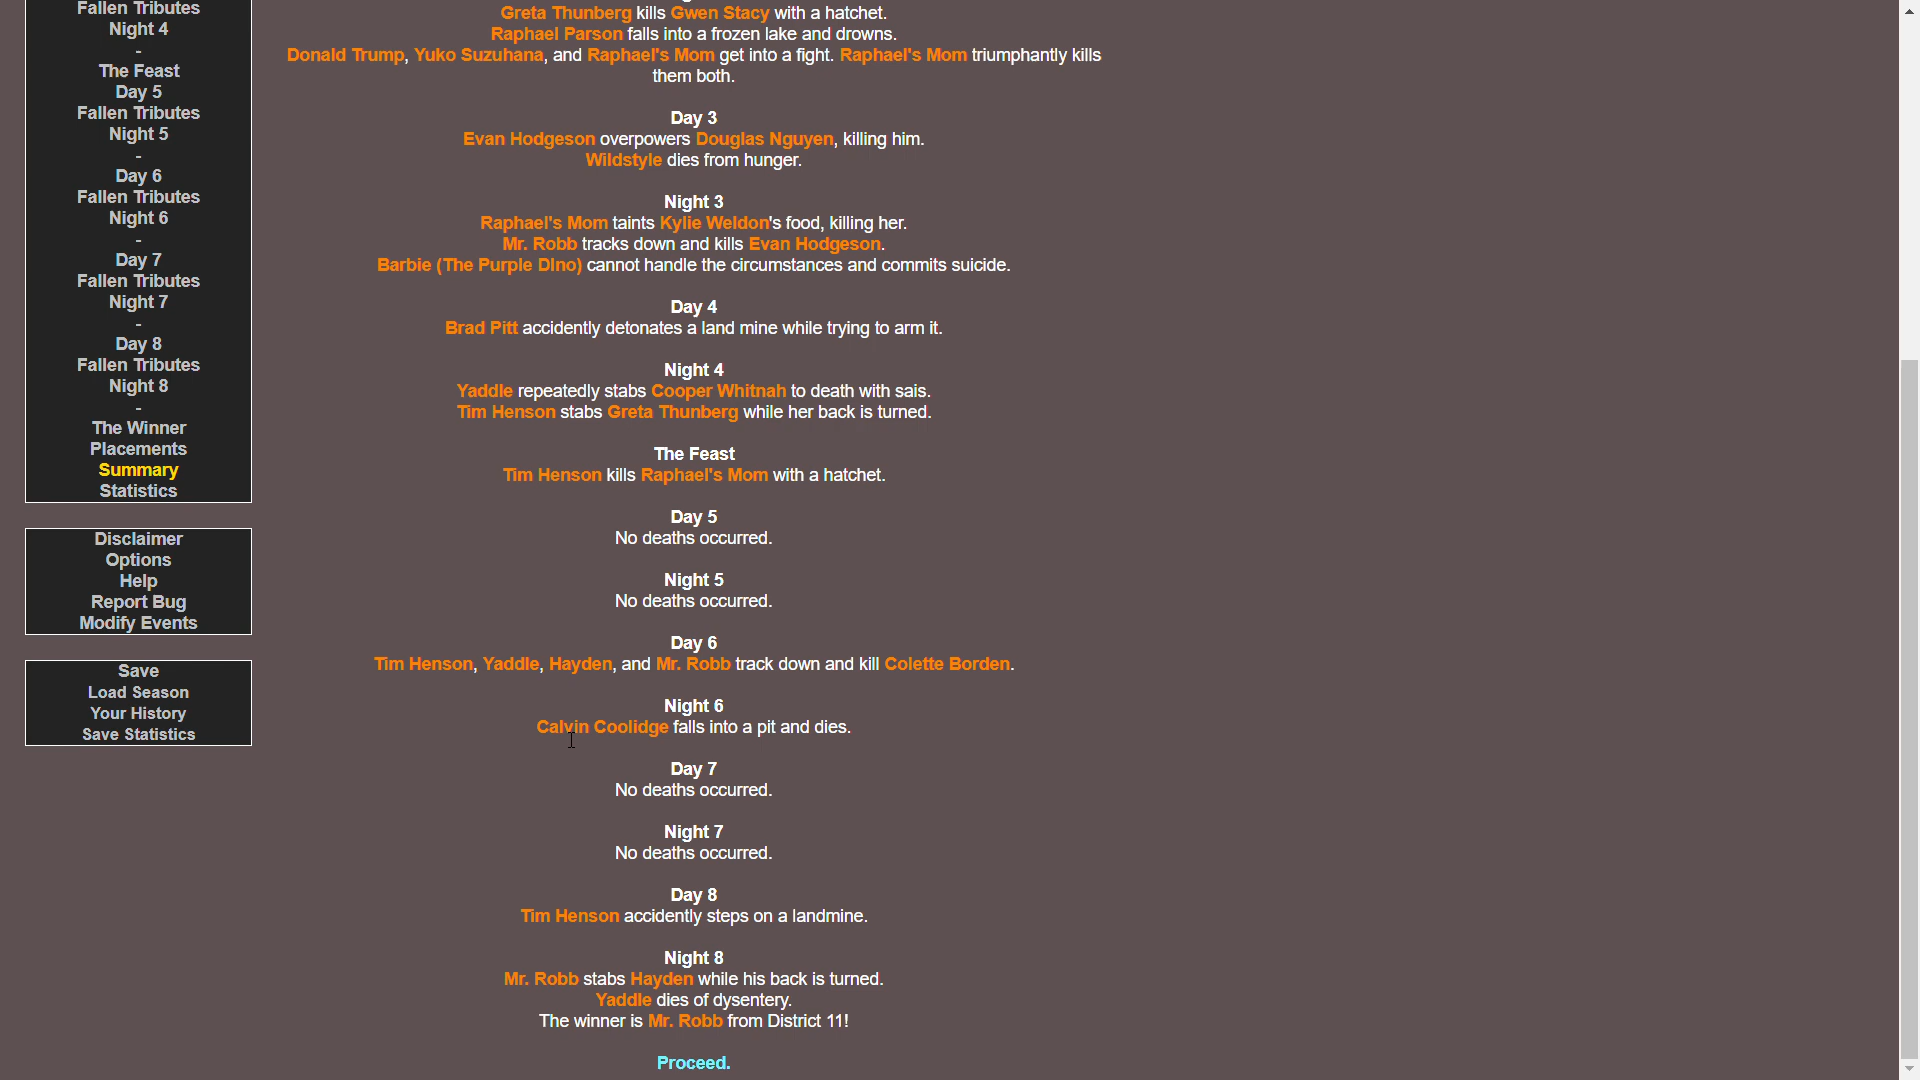 Fallen Tributes
Night 4
-
The Feast
Day 5
Fallen Tributes
Night 5
-
Day 6
Fallen Tributes
Night 6
-
Day 7
Fallen Tributes
Night 7
-
Day 8
Fallen Tributes
Night 8
-
The Winner
Placements
Summary
Statistics
Disclaimer
Options
Help
Report Bug
Modify Events
Save
Load Season
Your History
Save Statistics
Greta Thunberg kills Gwen Stacy with a hatchet.
Raphael Parson falls into a frozen lake and drowns.
Donald Trump, Yuko Suzuhana, and Raphael's Mom get into a fight. Raphael's Mom triumphantly kills
them both.
Day 3
Evan Hodgeson overpowers Douglas Nguyen, killing him.
Wildstyle dies from hunger.
Night 3
Raphael's Mom taints Kylie Weldon's food, killing her.
Mr. Robb tracks down and kills Evan Hodgeson.
Barbie (The Purple DIno) cannot handle the circumstances and commits suicide.
Day 4
Brad Pitt accidently detonates a land mine while trying to arm it.
Night 4
Yaddle repeatedly stabs Cooper Whitnah to death with sais.
Tim Henson stabs Greta Thunberg while her back is turned.
The Feast
Tim Henson kills Raphael's Mom with a hatchet.
Day 5
No deaths occurred.
Night 5
No deaths occurred.
Day 6
Tim Henson, Yaddle, Hayden, and Mr. Robb track down and kill Colette Borden.
Night 6
Calvin Coolidge falls into a pit and dies.
Day 7
No deaths occurred.
Night 7
No deaths occurred.
Day 8
Tim Henson accidently steps on a landmine.
Night 8
Mr. Robb stabs Hayden while his back is turned.
Yaddle dies of dysentery.
The winner is Mr. Robb from District 11!
Proceed.